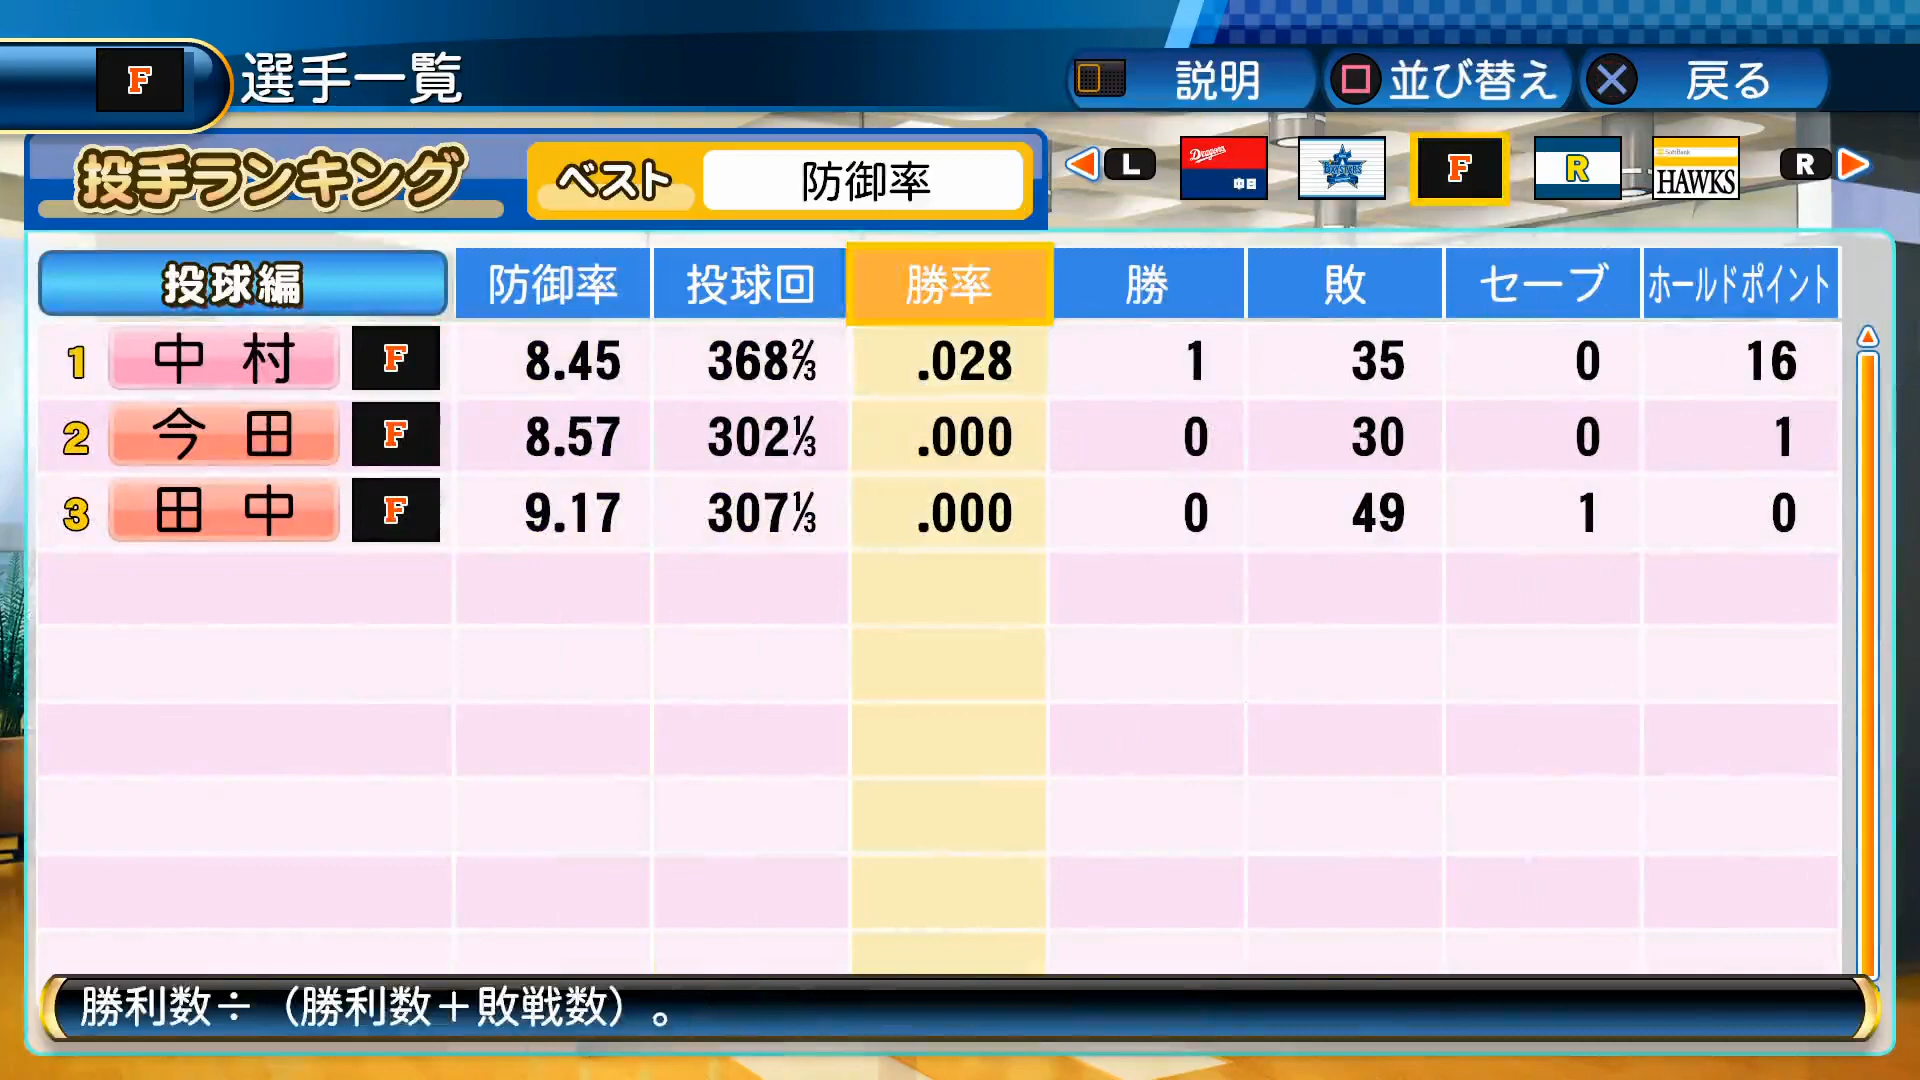 F 選手一覧 説明 並び替え 戻る
投手ランキング ベスト 防御率 L Dragons 中日 BAYSTARS F R SoftBank HAWKS R
投球編 防御率 投球回 勝率 勝 敗 セーブ ホールドポイント
1 中村 F 8.45 368⅔ .028 1 35 0 16
2 今田 F 8.57 302⅓ .000 0 30 0 1
3 田中 F 9.17 307⅓ .000 0 49 1 0
勝利数÷（勝利数＋敗戦数）。